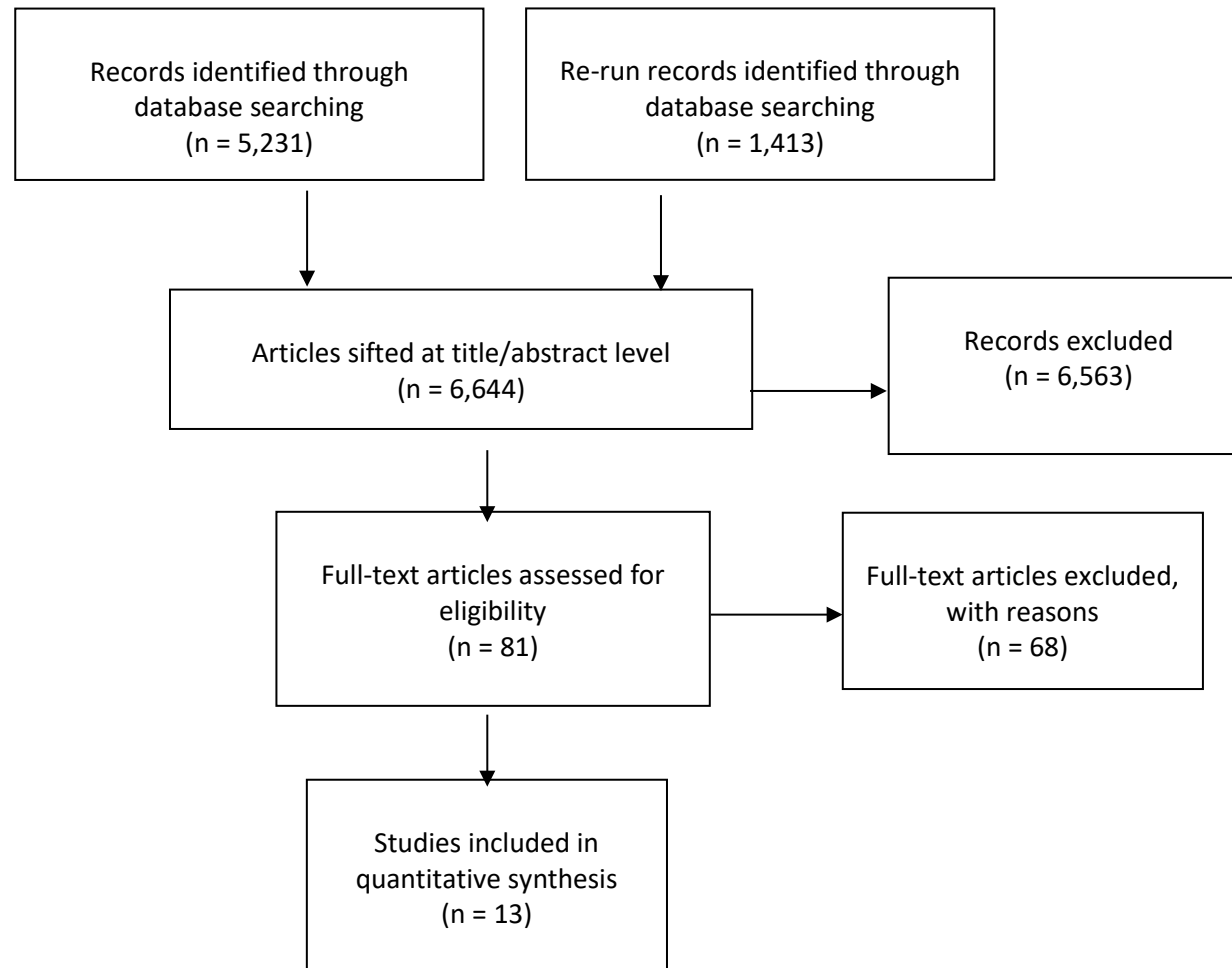 Records identified through
database searching
(n = 5,231)
Re-run records identified through
database searching
(n = 1,413)
Articles sifted at title/abstract level
(n = 6,644)
Records excluded
(n = 6,563)
Full-text articles assessed for
eligibility
(n = 81)
Full-text articles excluded,
with reasons
(n = 68)
Studies included in
quantitative synthesis
(n = 13)